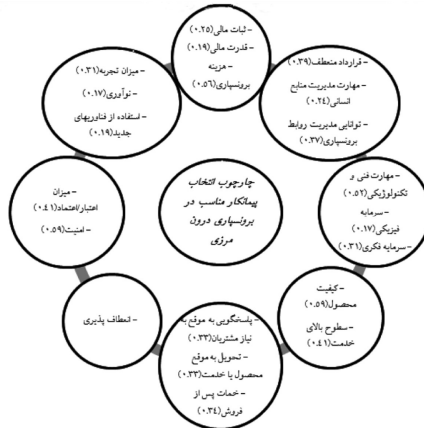 - ثبات مالی(۰.۲۵)
- قدرت مالی(۰.۱۹)
- هزینه
برونسپاری(۰.۵۶)
- قرارداد منعطف(۰.۳۹)
- مهارت مدیریت منابع
انسانی(۰.۲۴)
- توانایی مدیریت روابط
برونسپاری(۰.۳۷)
- مهارت فنی و
تکنولوژیکی(۰.۵۲)
- سرمایه
فیزیکی(۰.۱۷)
- سرمایه فکری(۰.۳۱)
- کیفیت
محصول(۰.۵۹)
- سطوح بالای
خدمت(۰.۴۱)
- پاسخگویی به موقع به
نیاز مشتریان(۰.۳۳)
- تحویل به موقع
محصول یا خدمت(۰.۳۳)
- خمات پس از
فروش(۰.۳۴)
- انعطاف پذیری
- میزان
اعتبار/اعتماد(۰.۴۱)
- امنیت(۰.۵۹)
- میزان تجربه(۰.۳۱)
- نوآوری(۰.۱۷)
- استفاده از فناوریهای
جدید(۰.۱۹)
چارچوب انتخاب
پیمانکار مناسب در
برونسپاری درون
مرزی